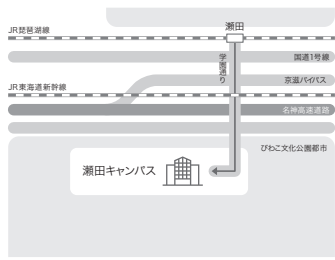 JR琵琶湖線
瀬田
学園通り
国道1号線
京滋バイパス
JR東海道新幹線
名神高速道路
びわこ文化公園都市
瀬田キャンパス